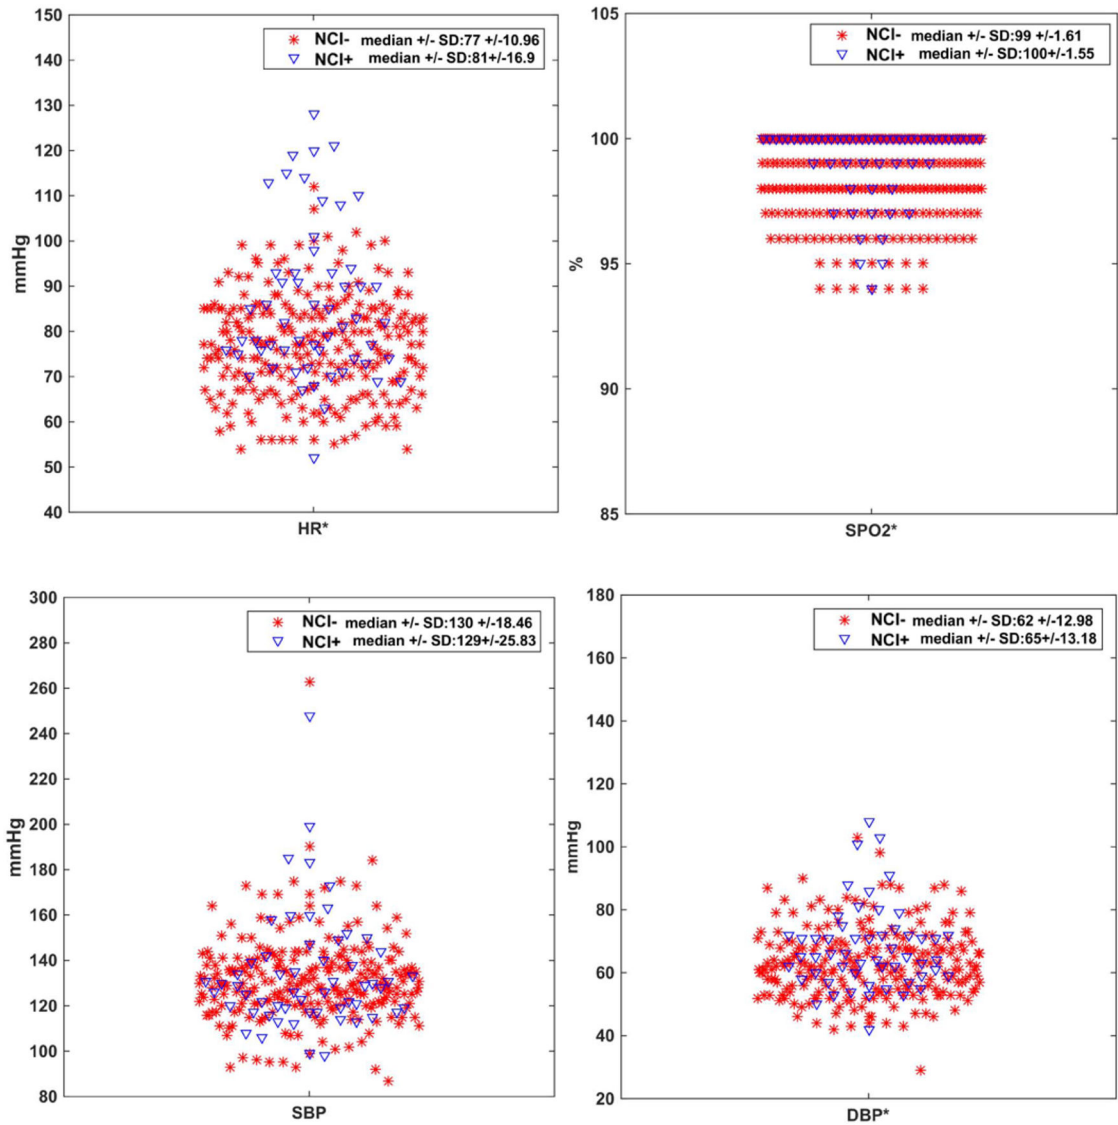 150
140
130
120
110
100
90
80
70
60
50
40
mmHg
NCI- median +/- SD:77 +/-10.96
NCI+ median +/- SD:81+/-16.9
HR*
105
100
95
90
85
%
NCI- median +/- SD:99 +/-1.61
NCI+ median +/- SD:100+/-1.55
SPO2*
300
280
260
240
220
200
180
160
140
120
100
80
mmHg
NCI- median +/- SD:130 +/-18.46
NCI+ median +/- SD:129+/-25.83
SBP
180
160
140
120
100
80
60
40
20
mmHg
NCI- median +/- SD:62 +/-12.98
NCI+ median +/- SD:65+/-13.18
DBP*